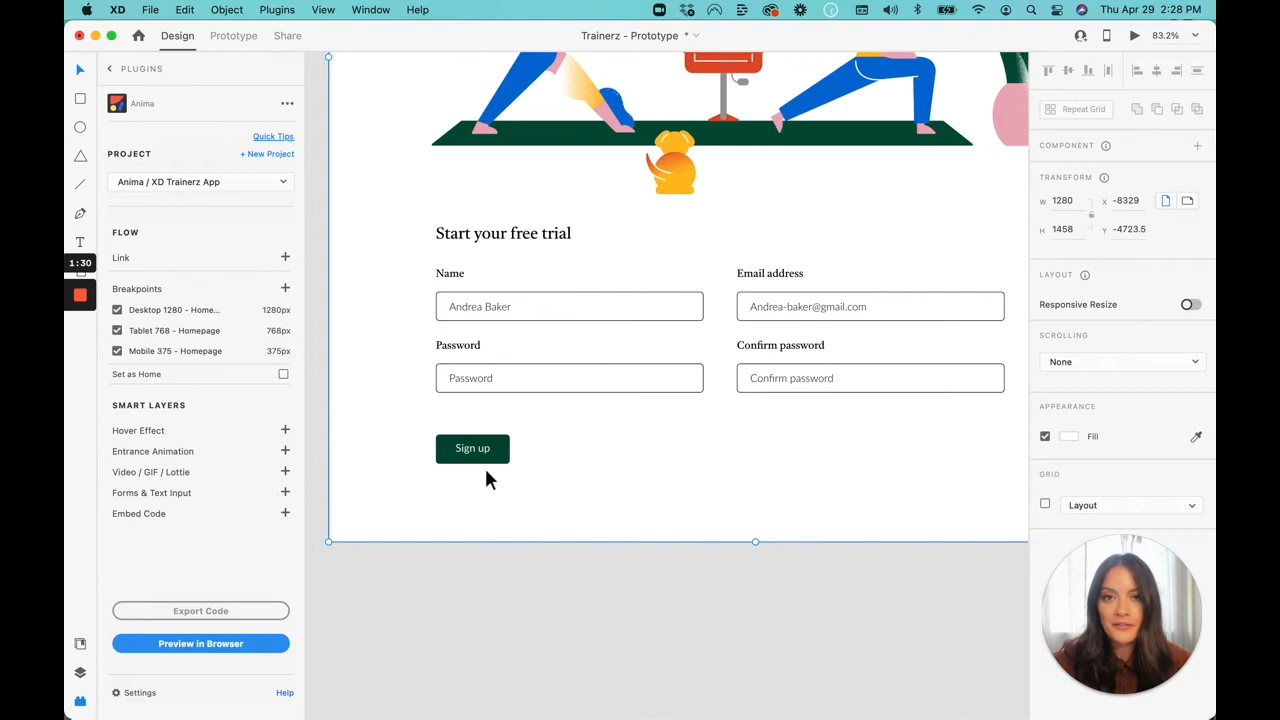 XD File Edit Object Plugins View Window Help Thu Apr 29 2:28 PM
Design Prototype Share Trainerz - Prototype * 83.2%
PLUGINS
Anima
Quick Tips
PROJECT + New Project
Anima / XD Trainerz App
FLOW
Link
Breakpoints
Desktop 1280 - Home... 1280px
Tablet 768 - Homepage 768px
Mobile 375 - Homepage 375px
Set as Home
SMART LAYERS
Hover Effect
Entrance Animation
Video / GIF / Lottie
Forms & Text Input
Embed Code
Export Code
Preview in Browser
Settings Help
1:30
Start your free trial
Name Email address
Andrea Baker Andrea-baker@gmail.com
Password Confirm password
Password Confirm password
Sign up
Repeat Grid
COMPONENT
TRANSFORM
W 1280 X -8329
H 1458 Y -4723.5
LAYOUT
Responsive Resize
SCROLLING
None
APPEARANCE
Fill
GRID
Layout